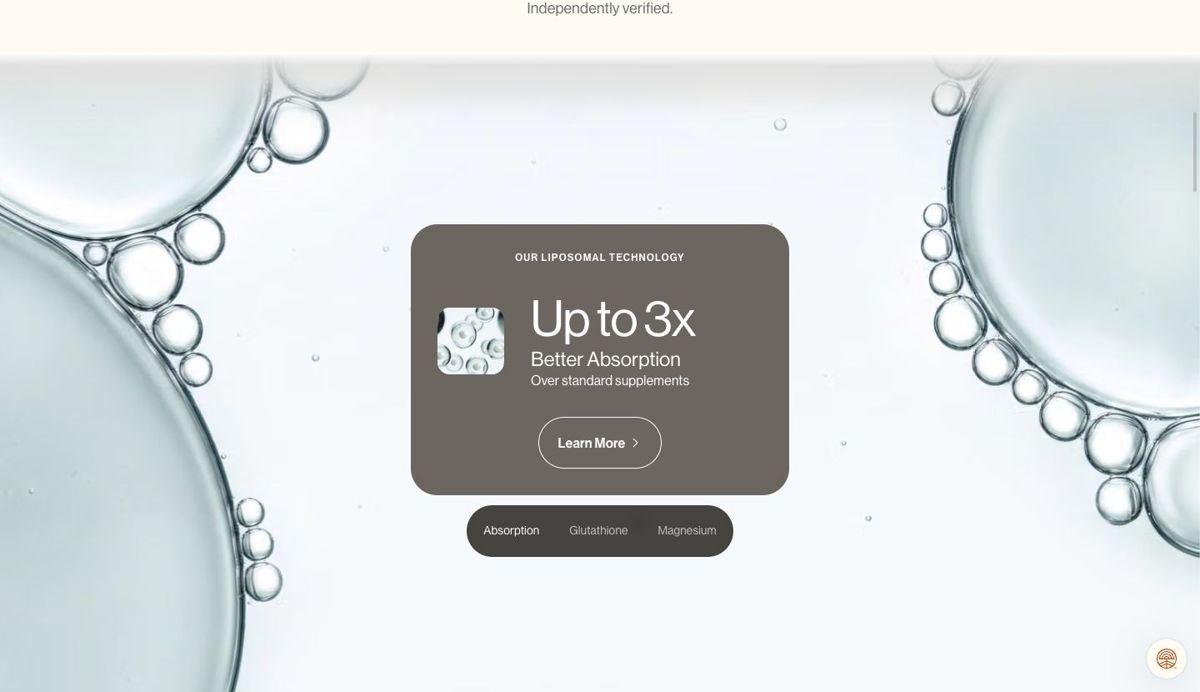 Independently verified.
OUR LIPOSOMAL TECHNOLOGY
Up to 3x
Better Absorption
Over standard supplements
Learn More
Absorption Glutathione Magnesium